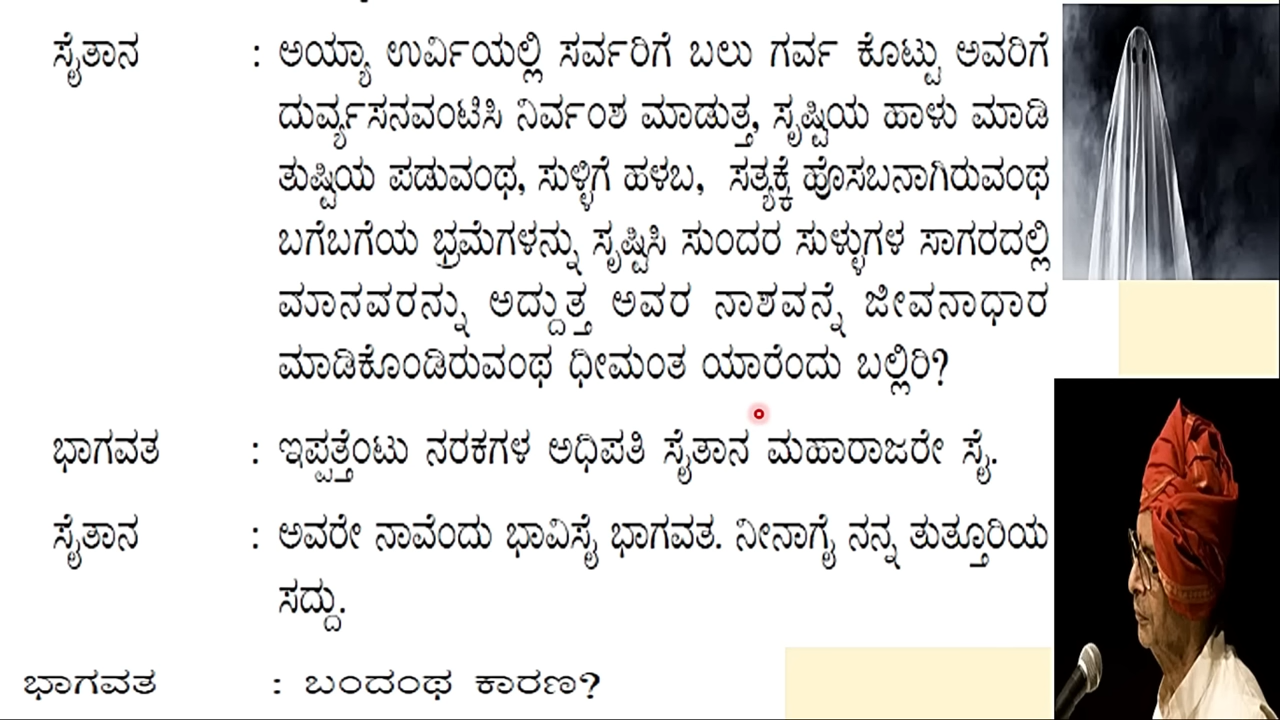 ಸೈತಾನ : ಅಯ್ಯಾ ಉರ್ವಿಯಲ್ಲಿ ಸರ್ವರಿಗೆ ಬಲು ಗರ್ವ ಕೊಟ್ಟು ಅವರಿಗೆ
ದುರ್ವ್ಯಸನವಂಟಿಸಿ ನಿರ್ವಂಶ ಮಾಡುತ್ತ, ಸೃಷ್ಟಿಯ ಹಾಳು ಮಾಡಿ
ತುಷ್ಟಿಯ ಪಡುವಂಥ, ಸುಳ್ಳಿಗೆ ಹಳಬ, ಸತ್ಯಕ್ಕೆ ಹೊಸಬನಾಗಿರುವಂಥ
ಬಗೆಬಗೆಯ ಭ್ರಮೆಗಳನ್ನು ಸೃಷ್ಟಿಸಿ ಸುಂದರ ಸುಳ್ಳುಗಳ ಸಾಗರದಲ್ಲಿ
ಮಾನವರನ್ನು ಅದ್ದುತ್ತ ಅವರ ನಾಶವನ್ನೆ ಜೀವನಾಧಾರ
ಮಾಡಿಕೊಂಡಿರುವಂಥ ಧೀಮಂತ ಯಾರೆಂದು ಬಲ್ಲಿರಿ?
ಭಾಗವತ : ಇಪ್ಪತ್ತೆಂಟು ನರಕಗಳ ಅಧಿಪತಿ ಸೈತಾನ ಮಹಾರಾಜರೇ ಸೈ.
ಸೈತಾನ : ಅವರೇ ನಾವೆಂದು ಭಾವಿಸೈ ಭಾಗವತ. ನೀನಾಗೈ ನನ್ನ ತುತ್ತೂರಿಯ
ಸದ್ದು.
ಭಾಗವತ : ಬಂದಂಥ ಕಾರಣ?